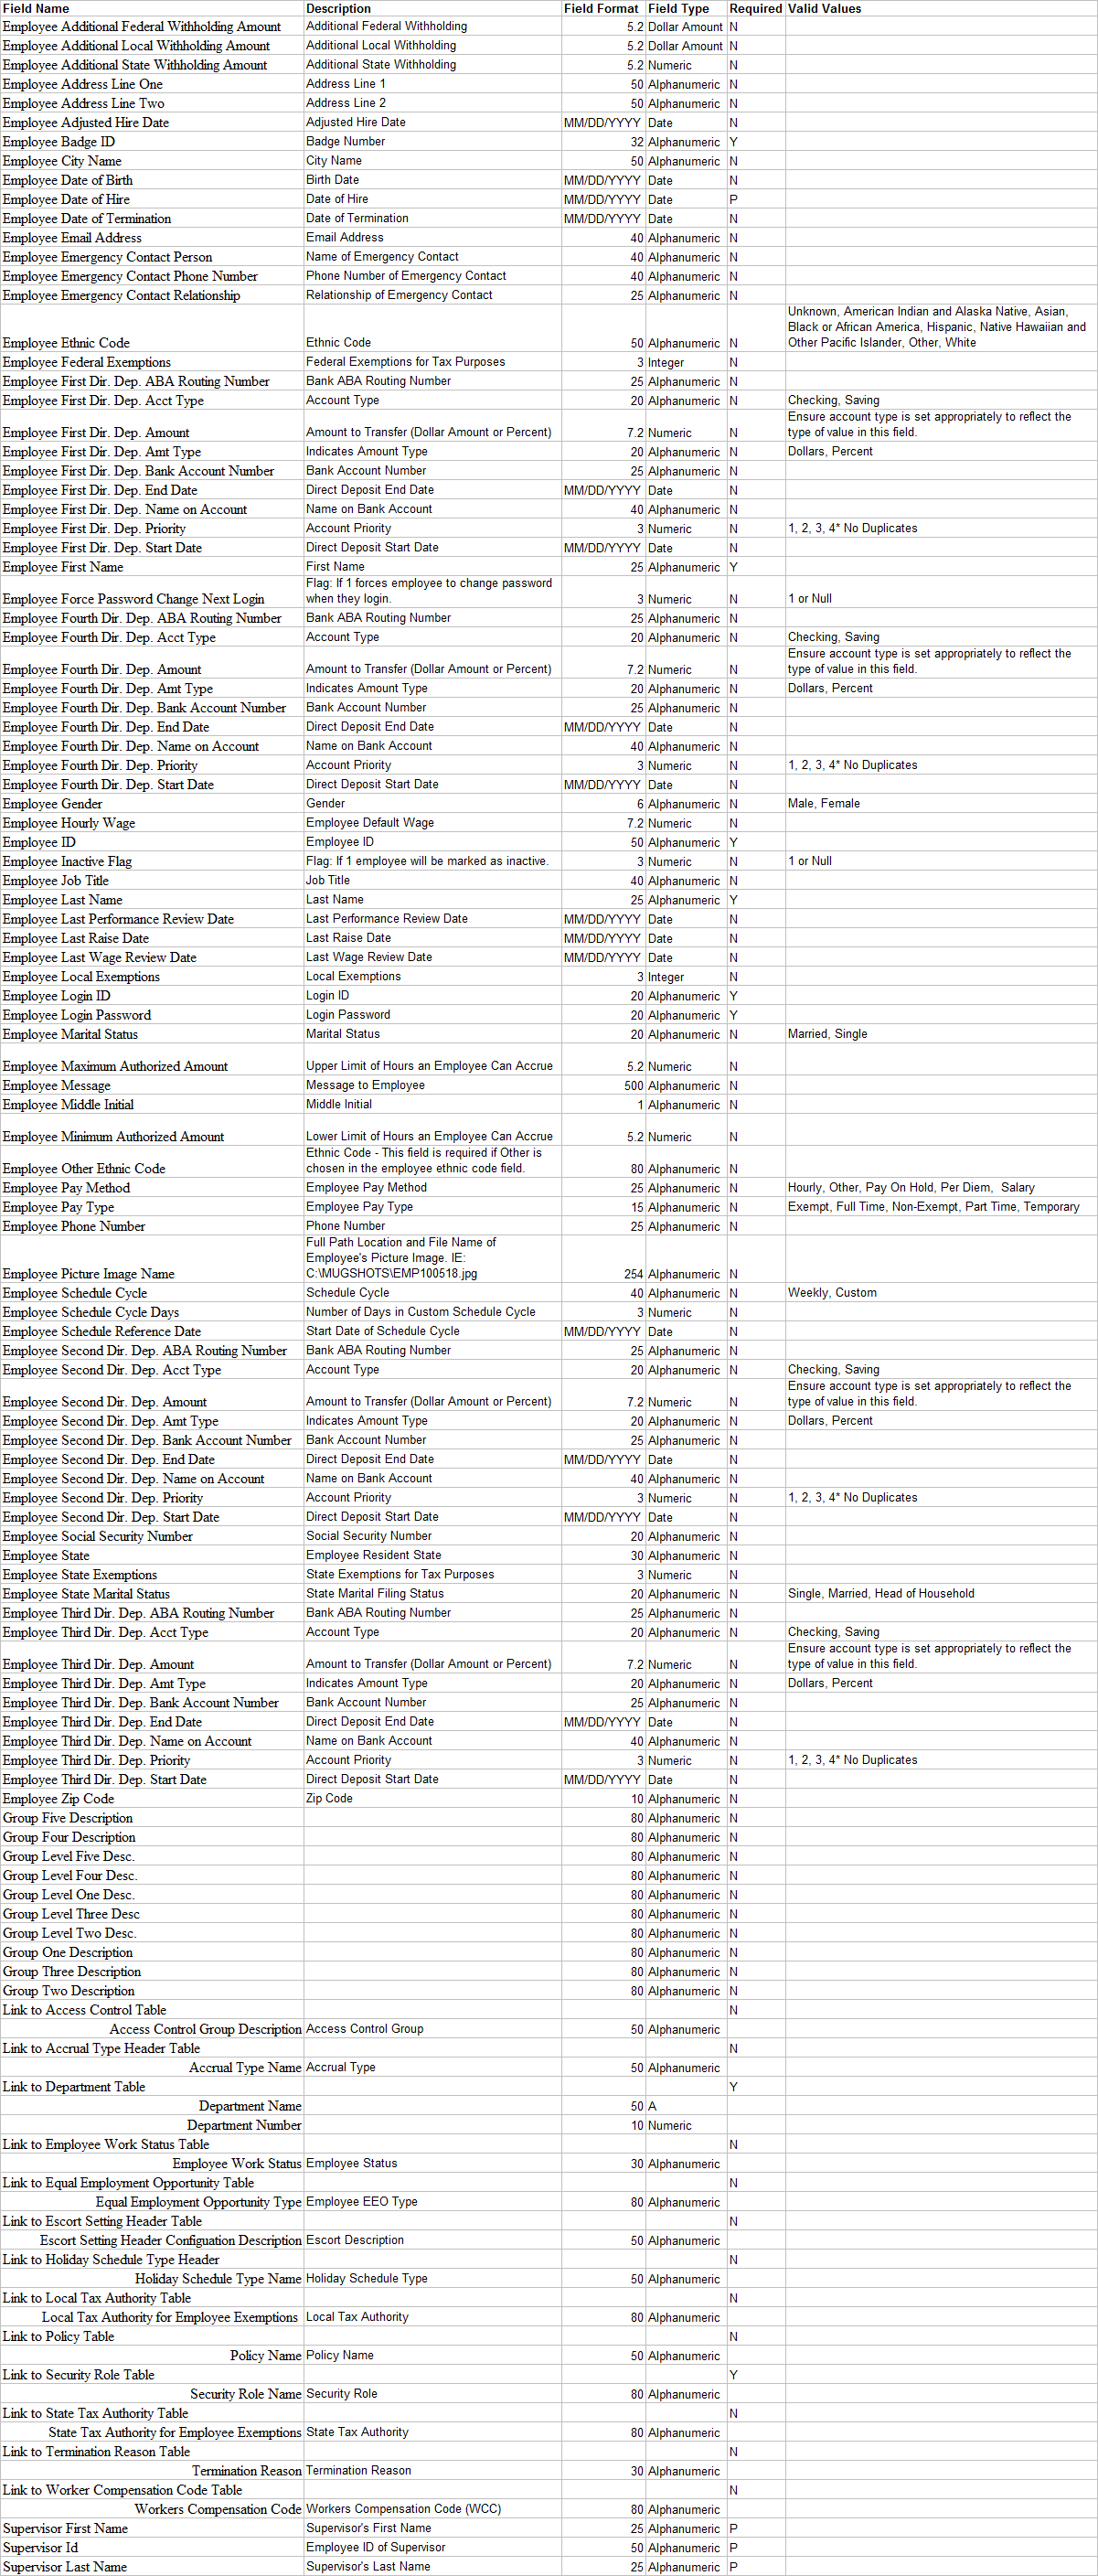 Field Name Description Field Format Field Type Required Valid Values
Employee Additional Federal Withholding Amount Additional Federal Withholding 5.2 Dollar Amount N
Employee Additional Local Withholding Amount Additional Local Withholding 5.2 Dollar Amount N
Employee Additional State Withholding Amount Additional State Withholding 5.2 Numeric N
Employee Address Line One Address Line 1 50 Alphanumeric N
Employee Address Line Two Address Line 2 50 Alphanumeric N
Employee Adjusted Hire Date Adjusted Hire Date MM/DD/YYYY Date N
Employee Badge ID Badge Number 32 Alphanumeric Y
Employee City Name City Name 50 Alphanumeric N
Employee Date of Birth Birth Date MM/DD/YYYY Date N
Employee Date of Hire Date of Hire MM/DD/YYYY Date P
Employee Date of Termination Date of Termination MM/DD/YYYY Date N
Employee Email Address Email Address 40 Alphanumeric N
Employee Emergency Contact Person Name of Emergency Contact 40 Alphanumeric N
Employee Emergency Contact Phone Number Phone Number of Emergency Contact 40 Alphanumeric N
Employee Emergency Contact Relationship Relationship of Emergency Contact 25 Alphanumeric N
Unknown, American Indian and Alaska Native, Asian,
Black or African America, Hispanic, Native Hawaiian and
Employee Ethnic Code Ethnic Code 50 Alphanumeric N Other Pacific Islander, Other, White
Employee Federal Exemptions Federal Exemptions for Tax Purposes 3 Integer N
Employee First Dir. Dep. ABA Routing Number Bank ABA Routing Number 25 Alphanumeric N
Employee First Dir. Dep. Acct Type Account Type 20 Alphanumeric N Checking, Saving
Ensure account type is set appropriately to reflect the
Employee First Dir. Dep. Amount Amount to Transfer (Dollar Amount or Percent) 7.2 Numeric N type of value in this field.
Employee First Dir. Dep. Amt Type Indicates Amount Type 20 Alphanumeric N Dollars, Percent
Employee First Dir. Dep. Bank Account Number Bank Account Number 25 Alphanumeric N
Employee First Dir. Dep. End Date Direct Deposit End Date MM/DD/YYYY Date N
Employee First Dir. Dep. Name on Account Name on Bank Account 40 Alphanumeric N
Employee First Dir. Dep. Priority Account Priority 3 Numeric N 1, 2, 3, 4* No Duplicates
Employee First Dir. Dep. Start Date Direct Deposit Start Date MM/DD/YYYY Date N
Employee First Name First Name 25 Alphanumeric Y
Flag: If 1 forces employee to change password
Employee Force Password Change Next Login when they login. 3 Numeric N 1 or Null
Employee Fourth Dir. Dep. ABA Routing Number Bank ABA Routing Number 25 Alphanumeric N
Employee Fourth Dir. Dep. Acct Type Account Type 20 Alphanumeric N Checking, Saving
Ensure account type is set appropriately to reflect the
Employee Fourth Dir. Dep. Amount Amount to Transfer (Dollar Amount or Percent) 7.2 Numeric N type of value in this field.
Employee Fourth Dir. Dep. Amt Type Indicates Amount Type 20 Alphanumeric N Dollars, Percent
Employee Fourth Dir. Dep. Bank Account Number Bank Account Number 25 Alphanumeric N
Employee Fourth Dir. Dep. End Date Direct Deposit End Date MM/DD/YYYY Date N
Employee Fourth Dir. Dep. Name on Account Name on Bank Account 40 Alphanumeric N
Employee Fourth Dir. Dep. Priority Account Priority 3 Numeric N 1, 2, 3, 4* No Duplicates
Employee Fourth Dir. Dep. Start Date Direct Deposit Start Date MM/DD/YYYY Date N
Employee Gender Gender 6 Alphanumeric N Male, Female
Employee Hourly Wage Employee Default Wage 7.2 Numeric N
Employee ID Employee ID 50 Alphanumeric Y
Employee Inactive Flag Flag: If 1 employee will be marked as inactive. 3 Numeric N 1 or Null
Employee Job Title Job Title 40 Alphanumeric N
Employee Last Name Last Name 25 Alphanumeric Y
Employee Last Performance Review Date Last Performance Review Date MM/DD/YYYY Date N
Employee Last Raise Date Last Raise Date MM/DD/YYYY Date N
Employee Last Wage Review Date Last Wage Review Date MM/DD/YYYY Date N
Employee Local Exemptions Local Exemptions 3 Integer N
Employee Login ID Login ID 20 Alphanumeric Y
Employee Login Password Login Password 20 Alphanumeric Y
Employee Marital Status Marital Status 20 Alphanumeric N Married, Single
Employee Maximum Authorized Amount Upper Limit of Hours an Employee Can Accrue 5.2 Numeric N
Employee Message Message to Employee 500 Alphanumeric N
Employee Middle Initial Middle Initial 1 Alphanumeric N
Employee Minimum Authorized Amount Lower Limit of Hours an Employee Can Accrue 5.2 Numeric N
Ethnic Code - This field is required if Other is
Employee Other Ethnic Code chosen in the employee ethnic code field. 80 Alphanumeric N
Employee Pay Method Employee Pay Method 25 Alphanumeric N Hourly, Other, Pay On Hold, Per Diem, Salary
Employee Pay Type Employee Pay Type 15 Alphanumeric N Exempt, Full Time, Non-Exempt, Part Time, Temporary
Employee Phone Number Phone Number 25 Alphanumeric N
Full Path Location and File Name of
Employee's Picture Image. IE:
Employee Picture Image Name C:\MUGSHOTS\EMP100518.jpg 254 Alphanumeric N
Employee Schedule Cycle Schedule Cycle 40 Alphanumeric N Weekly, Custom
Employee Schedule Cycle Days Number of Days in Custom Schedule Cycle 3 Numeric N
Employee Schedule Reference Date Start Date of Schedule Cycle MM/DD/YYYY Date N
Employee Second Dir. Dep. ABA Routing Number Bank ABA Routing Number 25 Alphanumeric N
Employee Second Dir. Dep. Acct Type Account Type 20 Alphanumeric N Checking, Saving
Ensure account type is set appropriately to reflect the
Employee Second Dir. Dep. Amount Amount to Transfer (Dollar Amount or Percent) 7.2 Numeric N type of value in this field.
Employee Second Dir. Dep. Amt Type Indicates Amount Type 20 Alphanumeric N Dollars, Percent
Employee Second Dir. Dep. Bank Account Number Bank Account Number 25 Alphanumeric N
Employee Second Dir. Dep. End Date Direct Deposit End Date MM/DD/YYYY Date N
Employee Second Dir. Dep. Name on Account Name on Bank Account 40 Alphanumeric N
Employee Second Dir. Dep. Priority Account Priority 3 Numeric N 1, 2, 3, 4* No Duplicates
Employee Second Dir. Dep. Start Date Direct Deposit Start Date MM/DD/YYYY Date N
Employee Social Security Number Social Security Number 20 Alphanumeric N
Employee State Employee Resident State 30 Alphanumeric N
Employee State Exemptions State Exemptions for Tax Purposes 3 Numeric N
Employee State Marital Status State Marital Filing Status 20 Alphanumeric N Single, Married, Head of Household
Employee Third Dir. Dep. ABA Routing Number Bank ABA Routing Number 25 Alphanumeric N
Employee Third Dir. Dep. Acct Type Account Type 20 Alphanumeric N Checking, Saving
Ensure account type is set appropriately to reflect the
Employee Third Dir. Dep. Amount Amount to Transfer (Dollar Amount or Percent) 7.2 Numeric N type of value in this field.
Employee Third Dir. Dep. Amt Type Indicates Amount Type 20 Alphanumeric N Dollars, Percent
Employee Third Dir. Dep. Bank Account Number Bank Account Number 25 Alphanumeric N
Employee Third Dir. Dep. End Date Direct Deposit End Date MM/DD/YYYY Date N
Employee Third Dir. Dep. Name on Account Name on Bank Account 40 Alphanumeric N
Employee Third Dir. Dep. Priority Account Priority 3 Numeric N 1, 2, 3, 4* No Duplicates
Employee Third Dir. Dep. Start Date Direct Deposit Start Date MM/DD/YYYY Date N
Employee Zip Code Zip Code 10 Alphanumeric N
Group Five Description 80 Alphanumeric N
Group Four Description 80 Alphanumeric N
Group Level Five Desc. 80 Alphanumeric N
Group Level Four Desc. 80 Alphanumeric N
Group Level One Desc. 80 Alphanumeric N
Group Level Three Desc 80 Alphanumeric N
Group Level Two Desc. 80 Alphanumeric N
Group One Description 80 Alphanumeric N
Group Three Description 80 Alphanumeric N
Group Two Description 80 Alphanumeric N
Link to Access Control Table N
Access Control Group Description Access Control Group 50 Alphanumeric
Link to Accrual Type Header Table N
Accrual Type Name Accrual Type 50 Alphanumeric
Link to Department Table Y
Department Name 50 A
Department Number 10 Numeric
Link to Employee Work Status Table N
Employee Work Status Employee Status 30 Alphanumeric
Link to Equal Employment Opportunity Table N
Equal Employment Opportunity Type Employee EEO Type 80 Alphanumeric
Link to Escort Setting Header Table N
Escort Setting Header Configuation Description Escort Description 50 Alphanumeric
Link to Holiday Schedule Type Header N
Holiday Schedule Type Name Holiday Schedule Type 50 Alphanumeric
Link to Local Tax Authority Table N
Local Tax Authority for Employee Exemptions Local Tax Authority 80 Alphanumeric
Link to Policy Table N
Policy Name Policy Name 50 Alphanumeric
Link to Security Role Table Y
Security Role Name Security Role 80 Alphanumeric
Link to State Tax Authority Table N
State Tax Authority for Employee Exemptions State Tax Authority 80 Alphanumeric
Link to Termination Reason Table N
Termination Reason Termination Reason 30 Alphanumeric
Link to Worker Compensation Code Table N
Workers Compensation Code Workers Compensation Code (WCC) 80 Alphanumeric
Supervisor First Name Supervisor's First Name 25 Alphanumeric P
Supervisor Id Employee ID of Supervisor 50 Alphanumeric P
Supervisor Last Name Supervisor's Last Name 25 Alphanumeric P